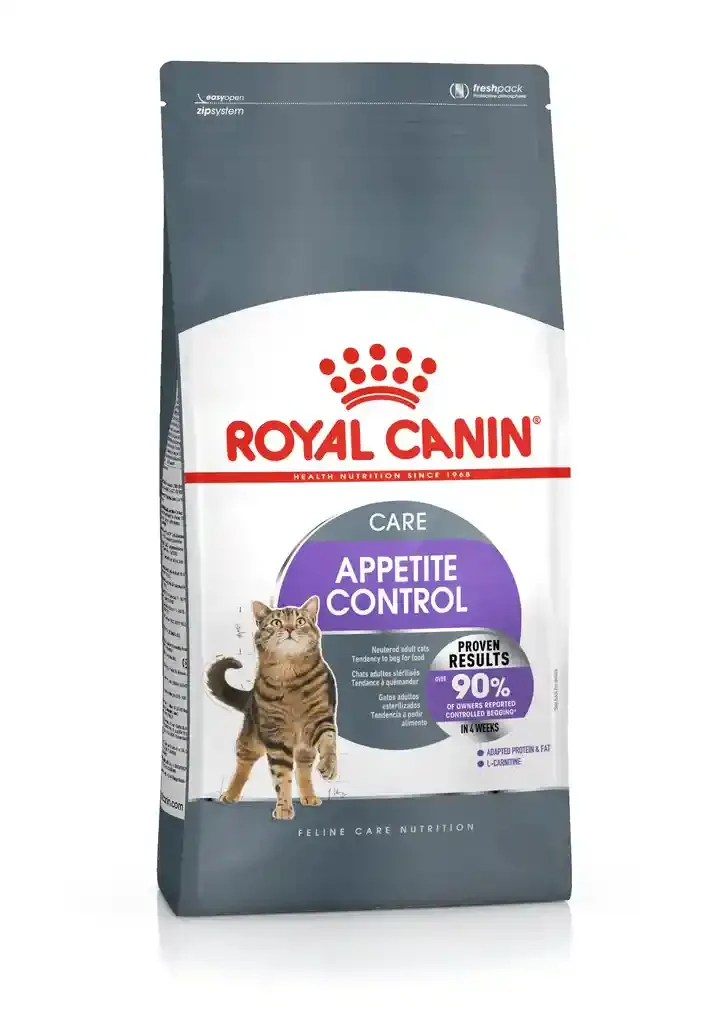 easyopen
zipsystem
freshpack
Protective atmosphere
ROYAL CANIN®
HEALTH NUTRITION SINCE 1968
CARE
APPETITE
CONTROL
Neutered adult cats
Tendency to beg for food
Chats adultes stérilisés
Tendance à quémander
Gatos adultos
esterilizados
Tendencia a pedir
alimento
PROVEN
RESULTS
OVER
90%
OF OWNERS REPORTED
CONTROLLED BEGGING*
IN 4 WEEKS
ADAPTED PROTEIN & FAT
L-CARNITINE
FELINE CARE NUTRITION